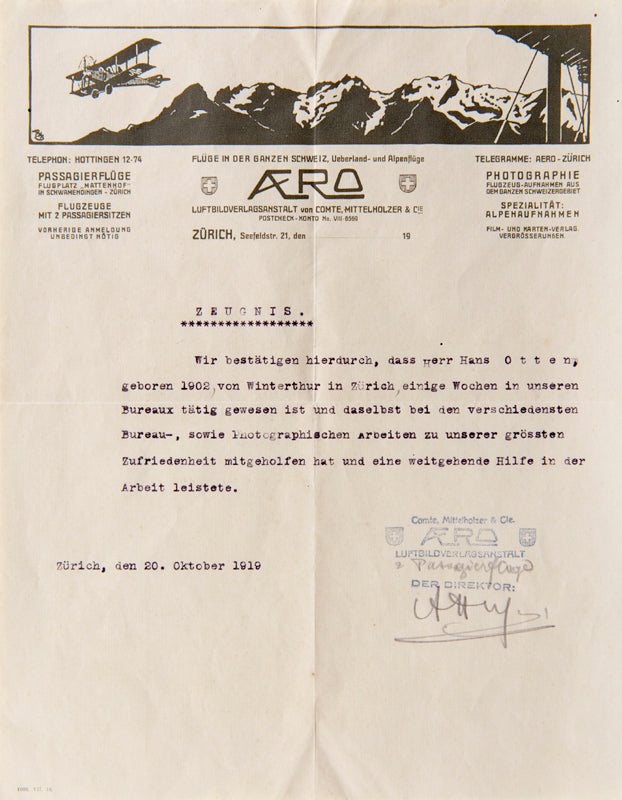 TELEPHON: HOTTINGEN 12-74
PASSAGIERFLÜGE
FLUGPLATZ „MATTENHOF"
IN SCHWAMENDINGEN - ZÜRICH
FLUGZEUGE
MIT 2 PASSAGIERSITZEN
VORHERIGE ANMELDUNG
UNBEDINGT NÖTIG
FLÜGE IN DER GANZEN SCHWEIZ, Ueberland- und Alpenflüge
ÆRO
LUFTBILDVERLAGSANSTALT von COMTE, MITTELHOLZER & CIE
POSTCHECK-KONTO No. VIII-8590
ZÜRICH, Seefeldstr. 21, den 19
TELEGRAMME: AERO-ZÜRICH
PHOTOGRAPHIE
FLUGZEUG-AUFNAHMEN AUS
DEM GANZEN SCHWEIZERGEBIET
SPEZIALITÄT:
ALPENAUFNAHMEN
FILM- UND KARTEN-VERLAG.
VERGRÖSSERUNGEN.
Z E U G N I S .
******************
Wir bestätigen hierdurch, dass Herr Hans O t t e n,
geboren 1902, von Winterthur in Zürich, einige Wochen in unseren
Bureaux tätig gewesen ist und daselbst bei den verschiedensten
Bureau-, sowie Photographischen Arbeiten zu unserer grössten
Zufriedenheit mitgeholfen hat und eine weitgehende Hilfe in der
Arbeit leistete.
Zürich, den 20. Oktober 1919
Comte, Mittelholzer & Cie.
ÆRO
LUFTBILDVERLAGSANSTALT
& Passagierflüge
DER DIREKTOR: